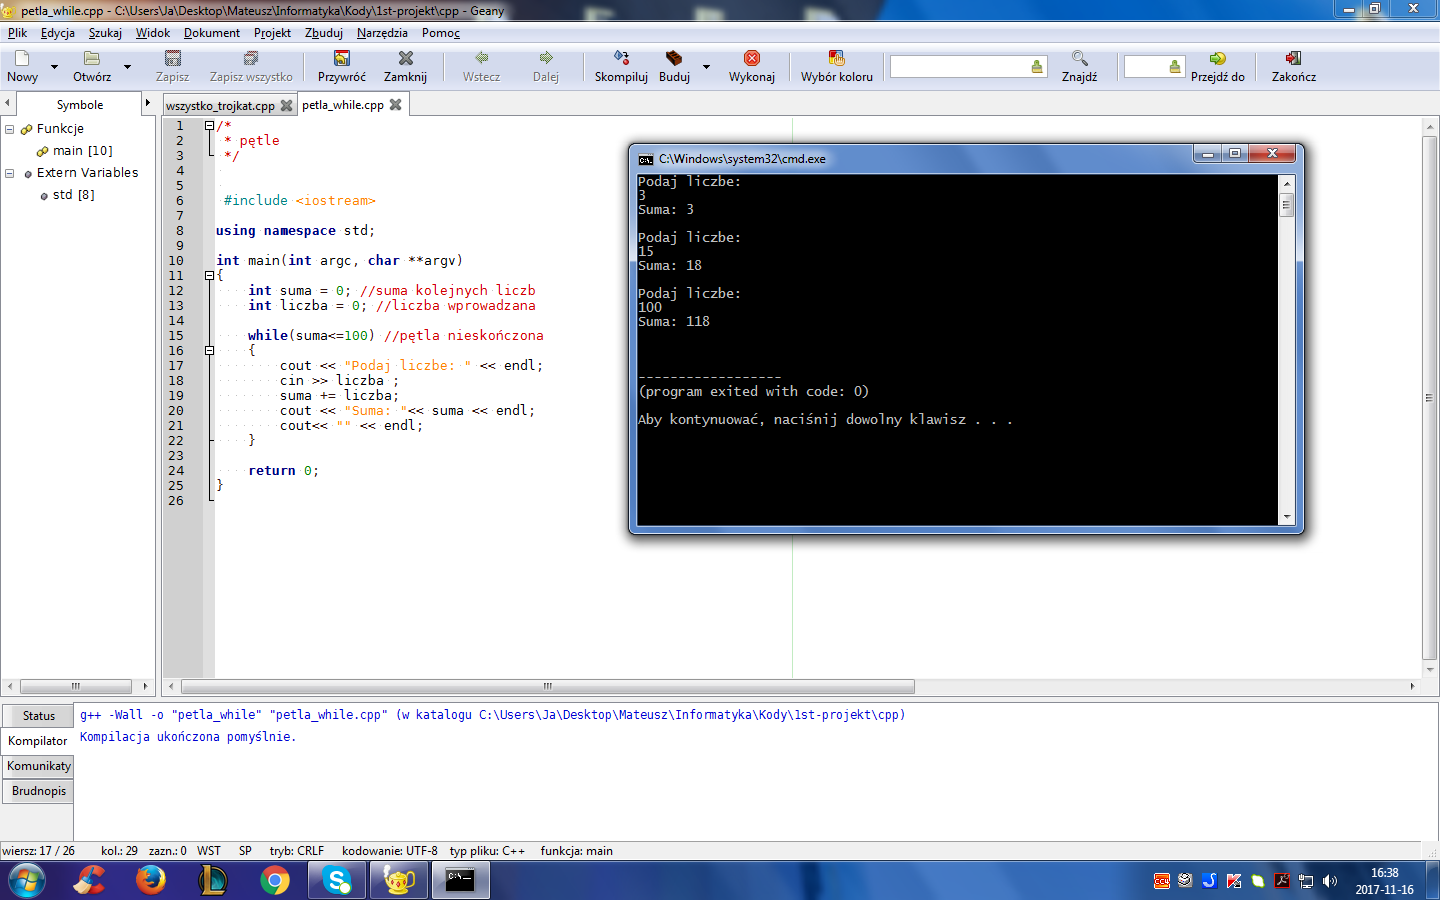 petla_while.cpp - C:\Users\Ja\Desktop\Mateusz\Informatyka\Kody\1st-projekt\cpp - Geany
Plik Edycja Szukaj Widok Dokument Projekt Zbuduj Narzędzia Pomoc
Nowy Otwórz Zapisz Zapisz wszystko Przywróć Zamknij Wstecz Dalej Skompiluj Buduj Wykonaj Wybór koloru Znajdź Przejdź do Zakończ
Symbole
Funkcje
main [10]
Extern Variables
std [8]
wszystko_trojkat.cpp petla_while.cpp
1 /*
2 * pętle
3 */
4
5
6 #include <iostream>
7
8 using namespace std;
9
10 int main(int argc, char **argv)
11 {
12 int suma = 0; //suma kolejnych liczb
13 int liczba = 0; //liczba wprowadzana
14
15 while(suma<=100) //pętla nieskończona
16 {
17 cout << "Podaj liczbe: " << endl;
18 cin >> liczba ;
19 suma += liczba;
20 cout << "Suma: "<< suma << endl;
21 cout<< "" << endl;
22 }
23
24 return 0;
25 }
26
C:\Windows\system32\cmd.exe
Podaj liczbe:
3
Suma: 3
Podaj liczbe:
15
Suma: 18
Podaj liczbe:
100
Suma: 118
------------------
(program exited with code: 0)
Aby kontynuować, naciśnij dowolny klawisz . . .
Status
Kompilator
Komunikaty
Brudnopis
g++ -Wall -o "petla_while" "petla_while.cpp" (w katalogu C:\Users\Ja\Desktop\Mateusz\Informatyka\Kody\1st-projekt\cpp)
Kompilacja ukończona pomyślnie.
wiersz: 17 / 26 kol.: 29 zazn.: 0 WST SP tryb: CRLF kodowanie: UTF-8 typ pliku: C++ funkcja: main
16:38
2017-11-16